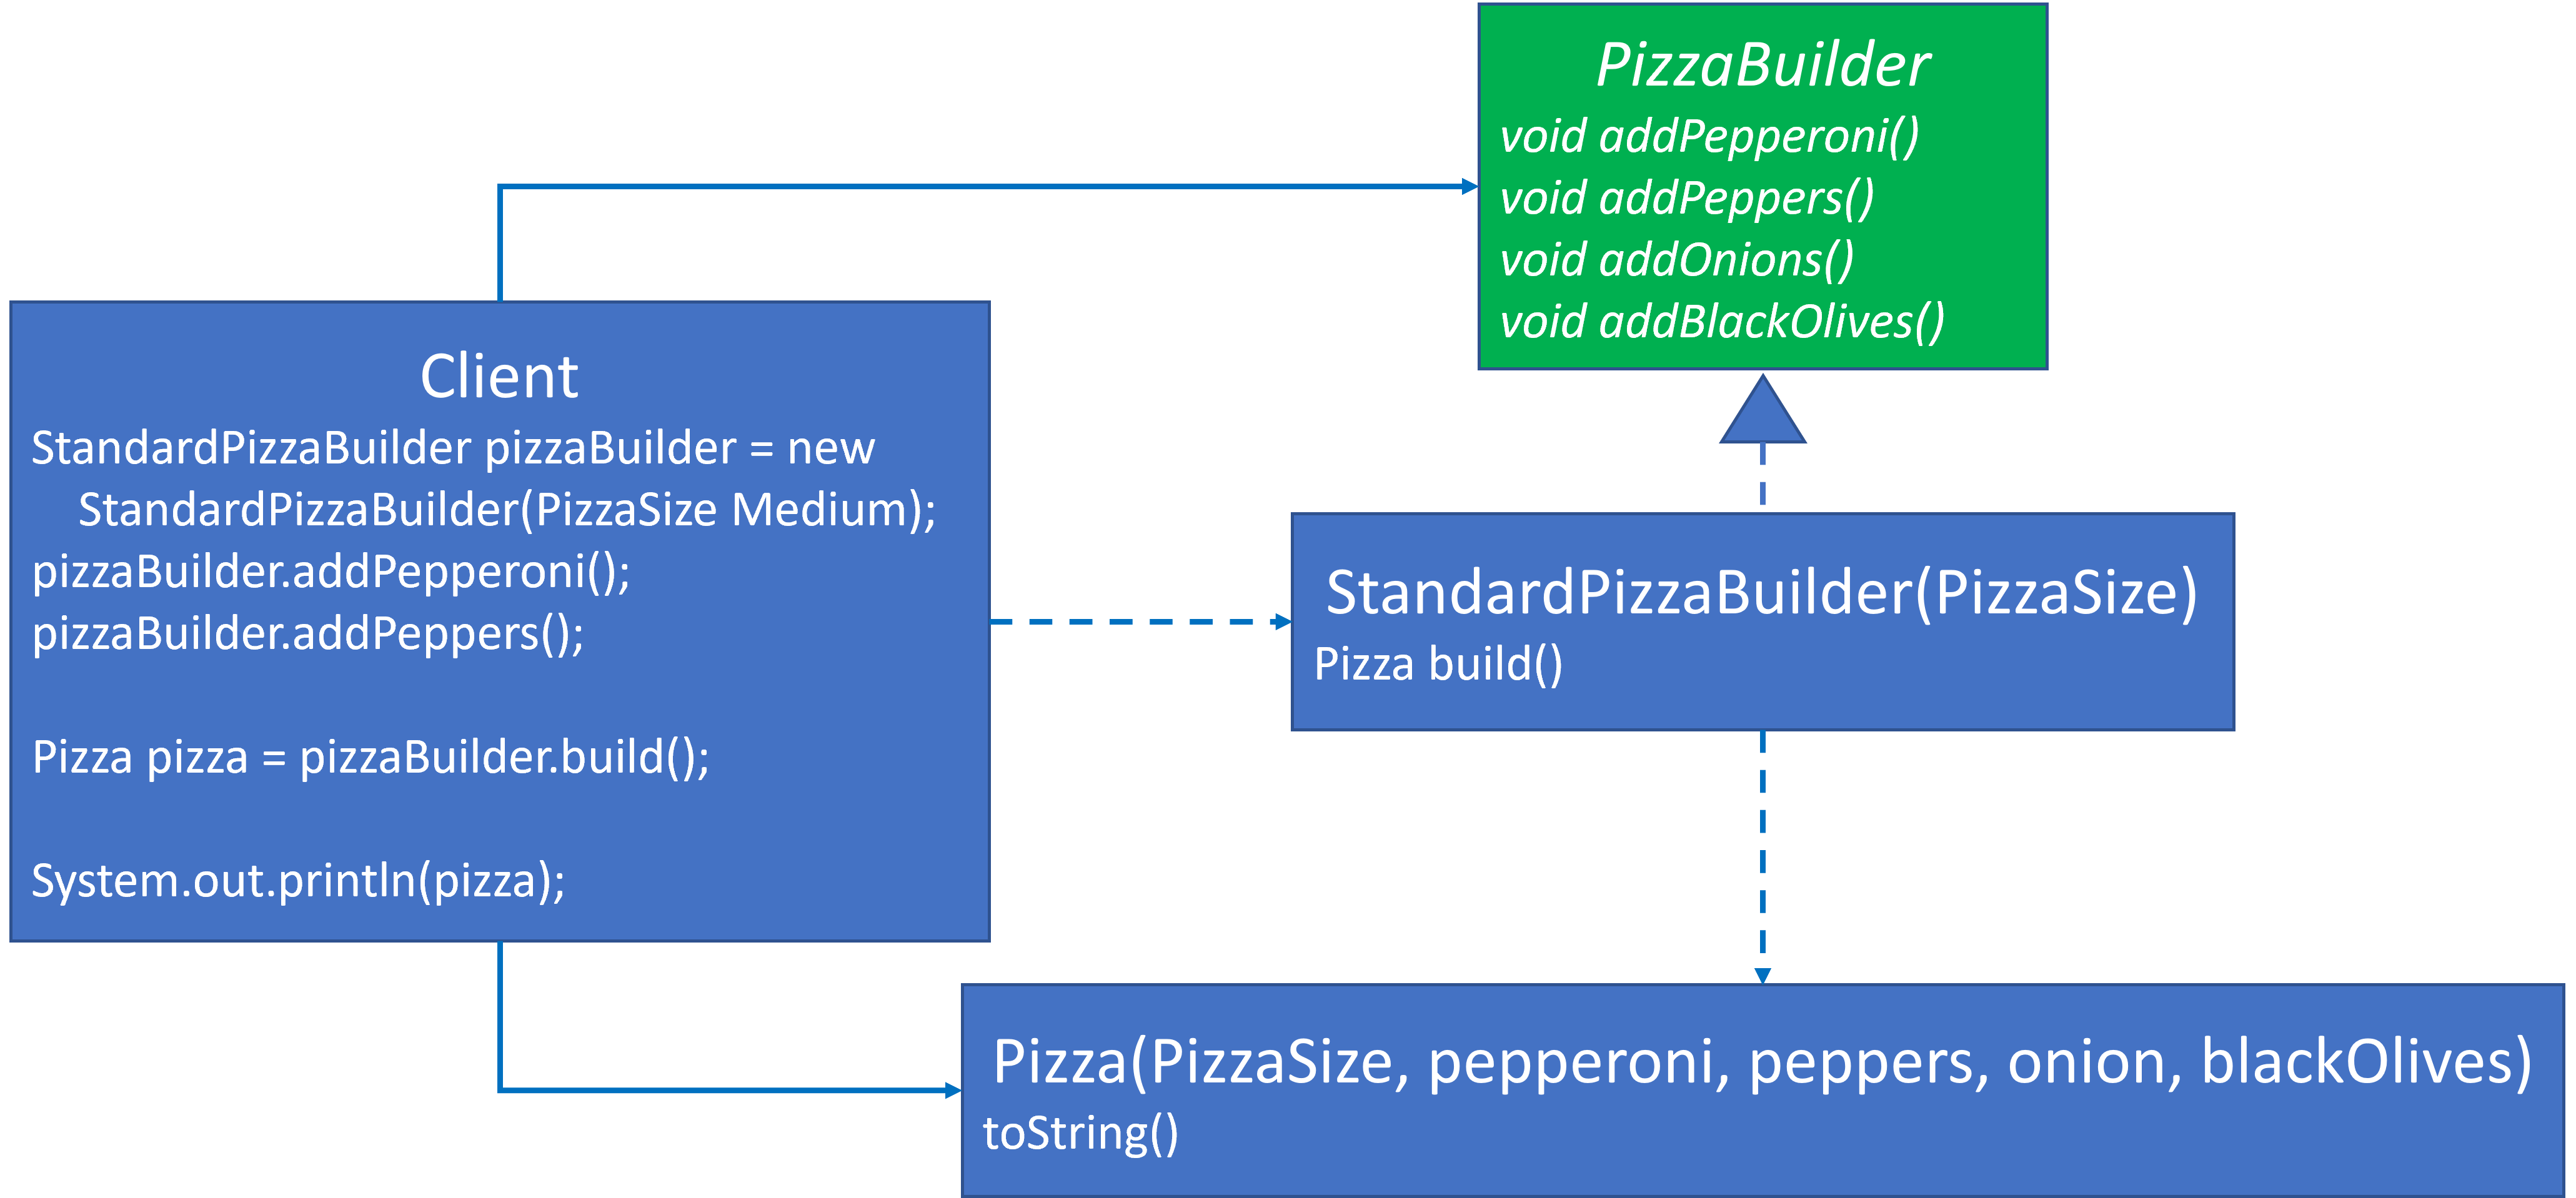 PizzaBuilder
void addPepperoni()
void addPeppers()
void addOnions()
void addBlackOlives()
Client
StandardPizzaBuilder pizzaBuilder = new
StandardPizzaBuilder(PizzaSize Medium);
pizzaBuilder.addPepperoni();
pizzaBuilder.addPeppers();
Pizza pizza = pizzaBuilder.build();
System.out.println(pizza);
StandardPizzaBuilder(PizzaSize)
Pizza build()
Pizza(PizzaSize, pepperoni, peppers, onion, blackOlives)
toString()